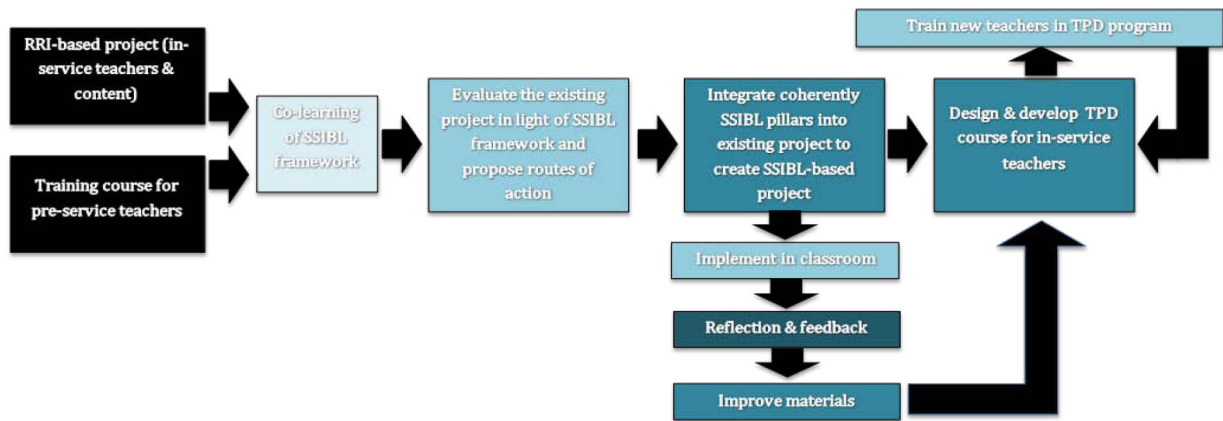 RRI-based project (in-
service teachers &
content)
Training course for
pre-service teachers
Co-learning
of SSIBL
framework
Evaluate the existing
project in light of SSIBL
framework and
propose routes of
action
Integrate coherently
SSIBL pillars into
existing project to
create SSIBL-based
project
Implement in classroom
Reflection & feedback
Improve materials
Train new teachers in TPD program
Design & develop TPD
course for in-service
teachers